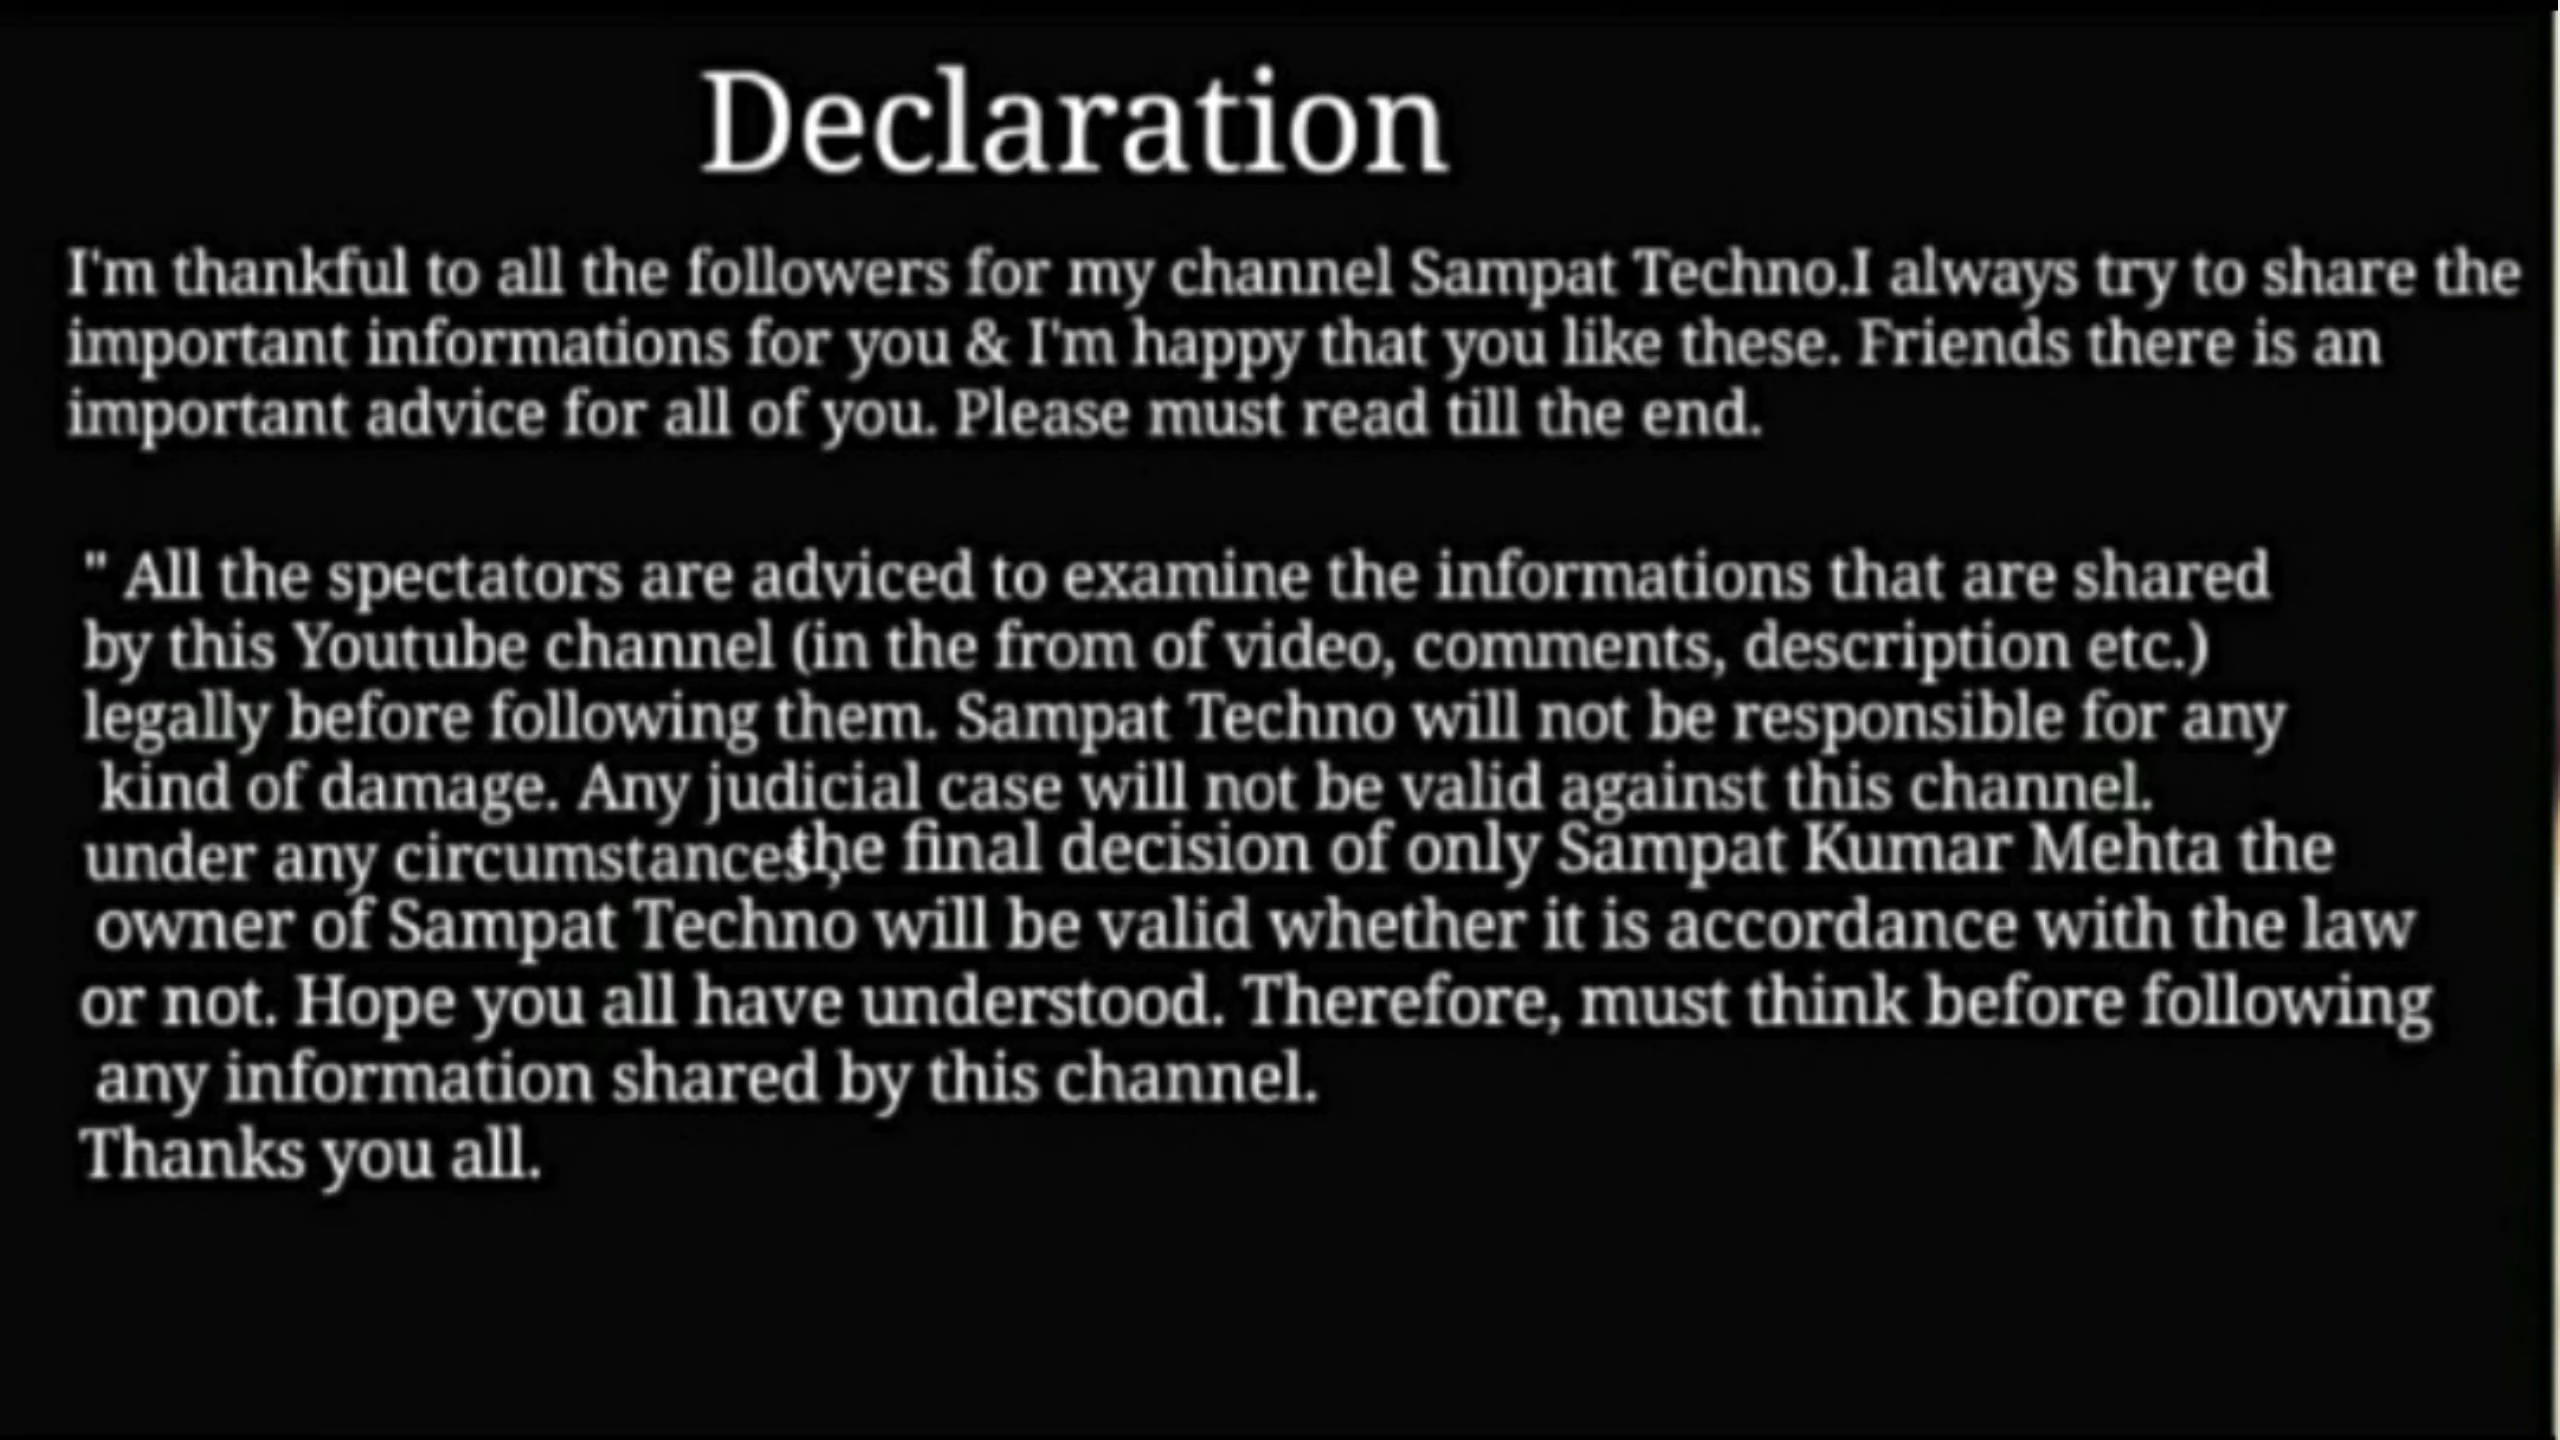 Declaration
I'm thankful to all the followers for my channel Sampat Techno.I always try to share the
important informations for you & I'm happy that you like these. Friends there is an
important advice for all of you. Please must read till the end.
" All the spectators are adviced to examine the informations that are shared
by this Youtube channel (in the from of video, comments, description etc.)
legally before following them. Sampat Techno will not be responsible for any
kind of damage. Any judicial case will not be valid against this channel.
under any circumstances, the final decision of only Sampat Kumar Mehta the
owner of Sampat Techno will be valid whether it is accordance with the law
or not. Hope you all have understood. Therefore, must think before following
any information shared by this channel.
Thanks you all.